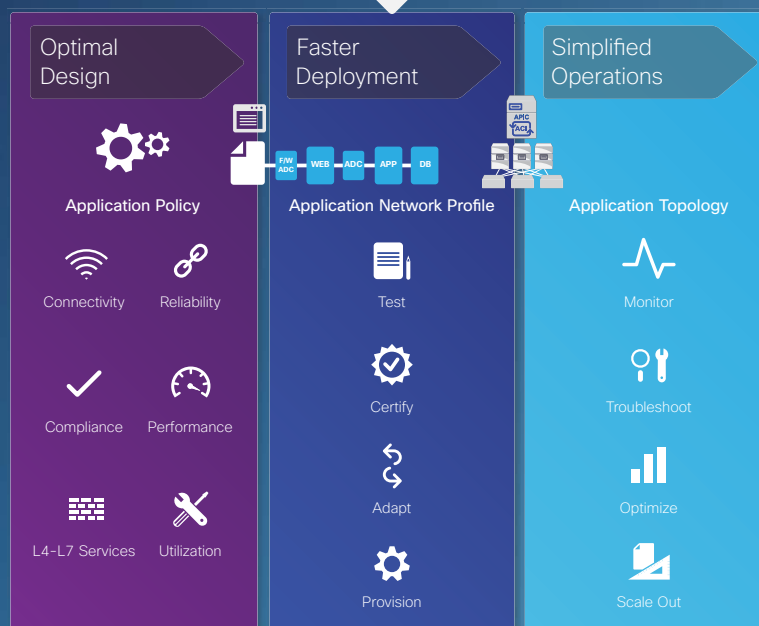 Optimal
Design
Faster
Deployment
Simplified
Operations
F/W
ADC
WEB
ADC
APP
DB
APIC
ACI
Application Policy
Application Network Profile
Application Topology
Connectivity
Reliability
Test
Monitor
Compliance
Performance
Certify
Troubleshoot
Adapt
Optimize
L4-L7 Services
Utilization
Provision
Scale Out